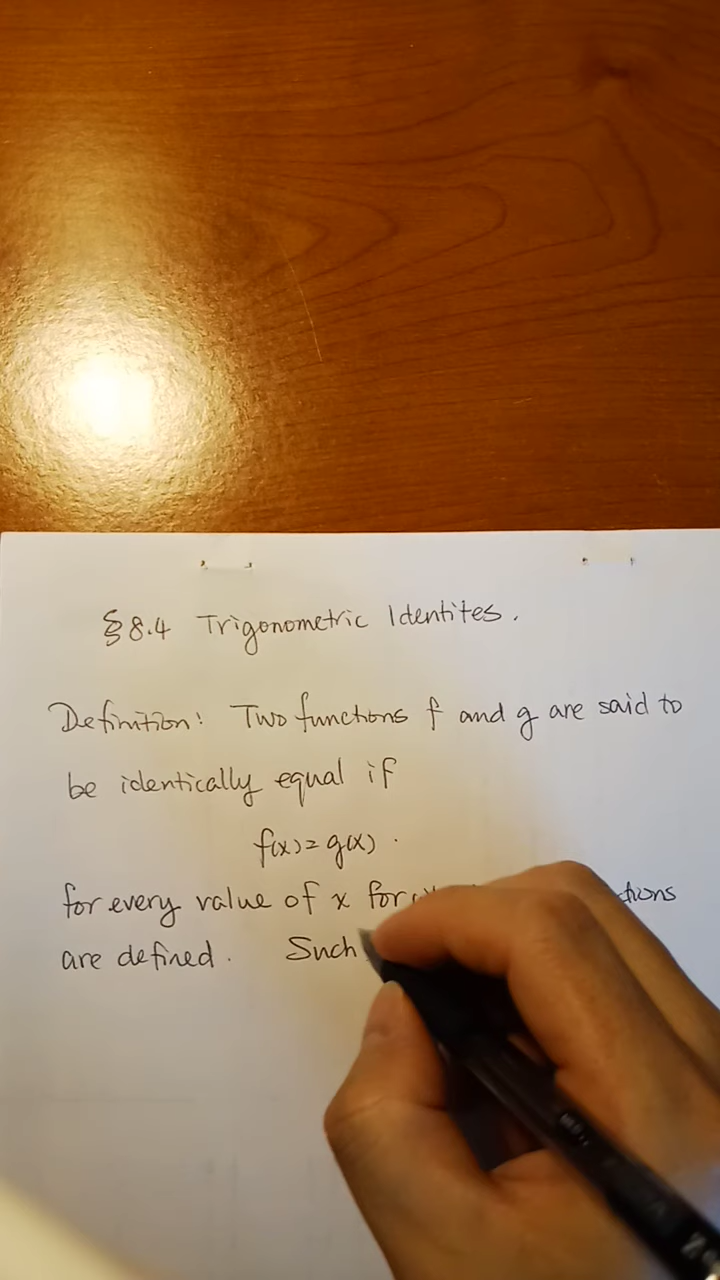 §8.4 Trigonometric Identites.
Definition: Two functions f and g are said to
be identically equal if
f(x) = g(x).
for every value of x for
are defined. Such